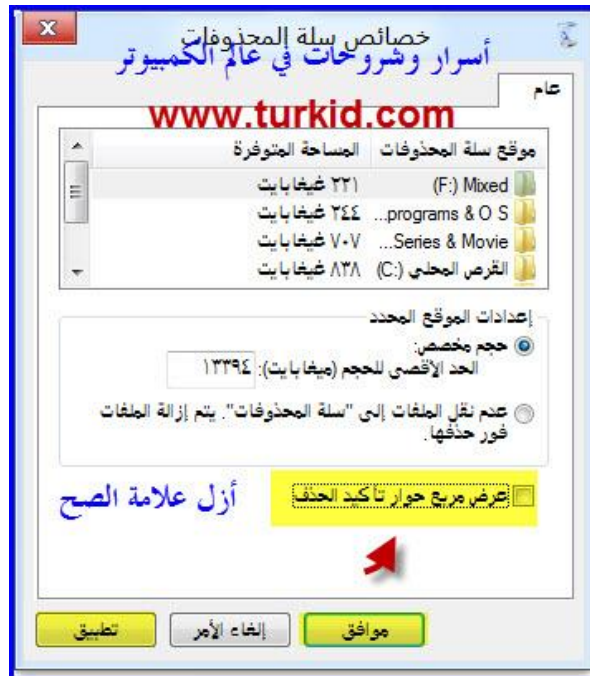 خصائص سلة المحذوفات
أسرار وشروحات في عالم الكمبيوتر
عام
www.turkid.com
موقع سلة المحذوفات المساحة المتوفرة
(F:) Mixed ٢٢١ غيغابايت
programs & O S... ٢٤٤ غيغابايت
Series & Movie... ٧٠٧ غيغابايت
القرص المحلي (C:) ٨٣٨ غيغابايت
إعدادات الموقع المحدد
حجم مخصص:
الحد الأقصى للحجم (ميغابايت): ١٣٣٩٤
عدم نقل الملفات إلى "سلة المحذوفات". يتم إزالة الملفات
فور حذفها.
عرض مربع حوار تأكيد الحذف
أزل علامة الصح
موافق إلغاء الأمر تطبيق